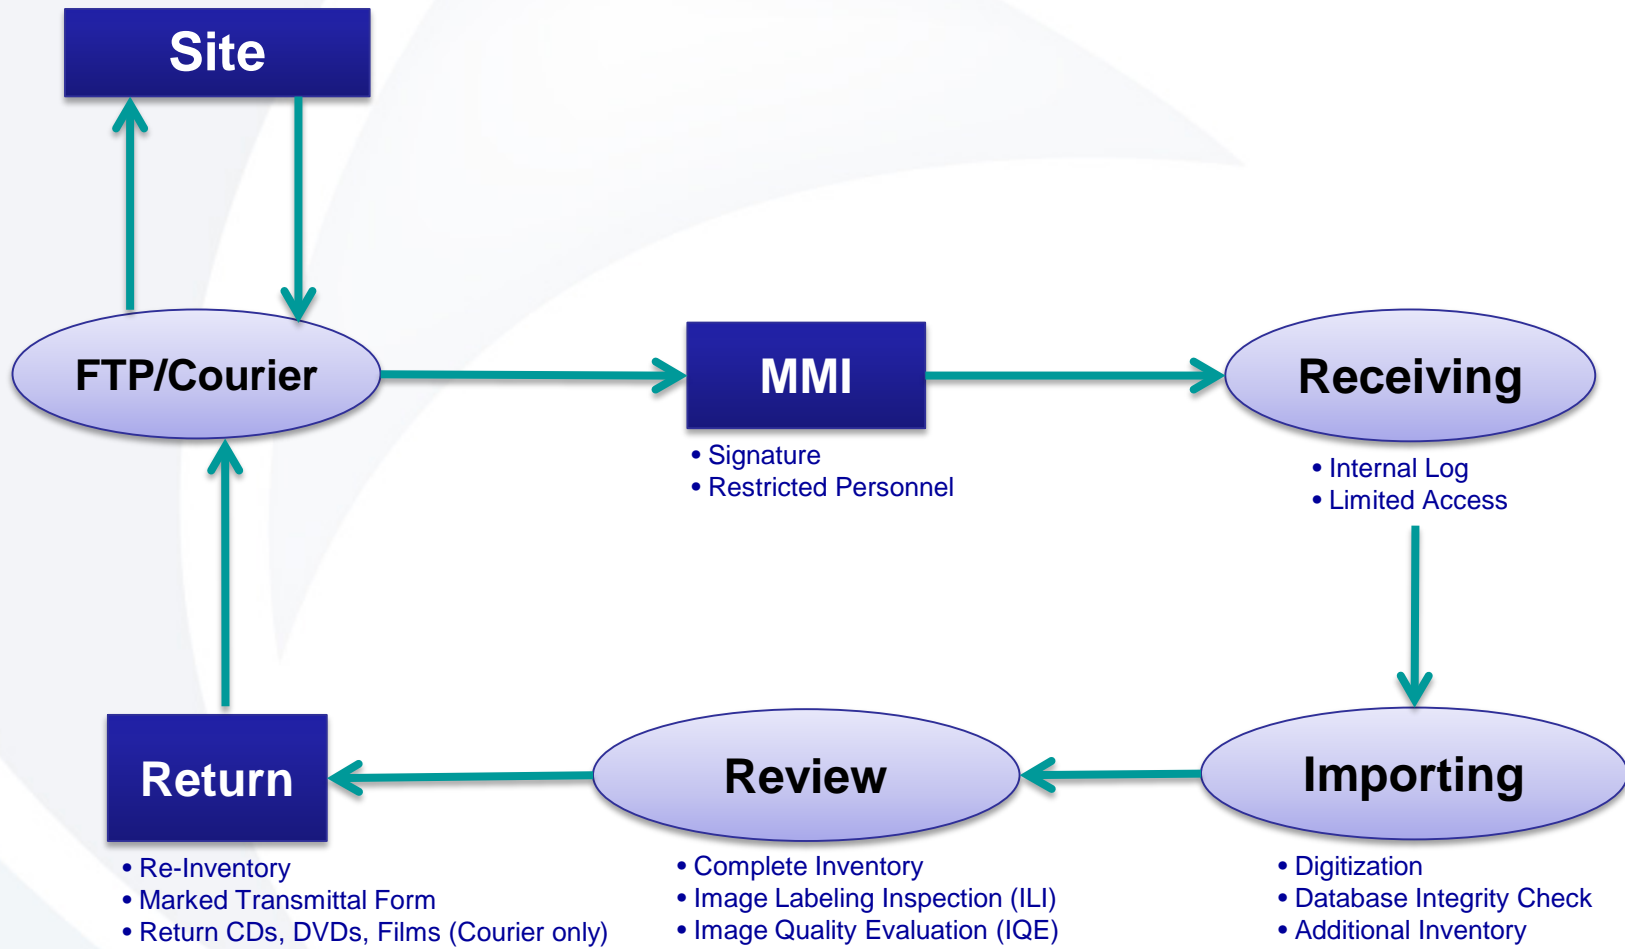 Site
FTP/Courier
MMI
• Signature
• Restricted Personnel
Receiving
• Internal Log
• Limited Access
Return
• Re-Inventory
• Marked Transmittal Form
• Return CDs, DVDs, Films (Courier only)
Review
• Complete Inventory
• Image Labeling Inspection (ILI)
• Image Quality Evaluation (IQE)
Importing
• Digitization
• Database Integrity Check
• Additional Inventory